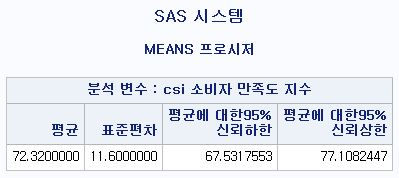 SAS 시스템
MEANS 프로시저
분석 변수 : csi 소비자 만족도 지수
평균 표준편차 평균에 대한95% 신뢰하한 평균에 대한95% 신뢰상한
72.3200000 11.6000000 67.5317553 77.1082447